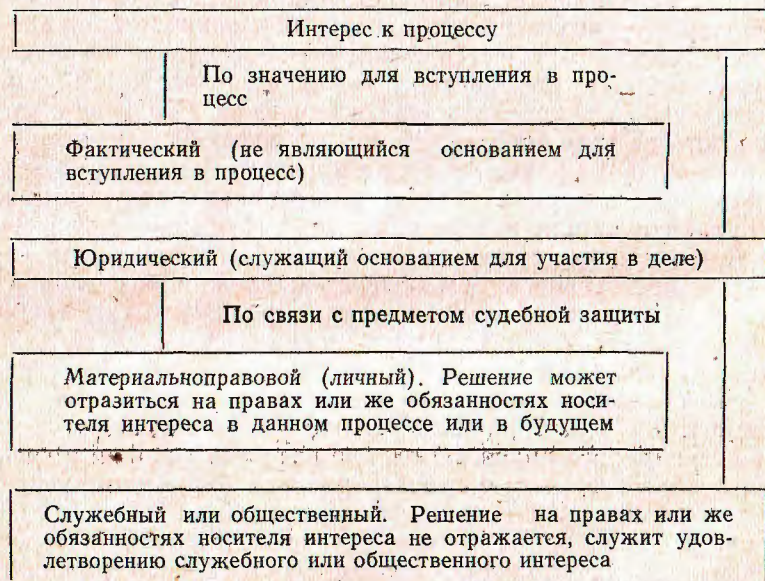 Интерес к процессу
По значению для вступления в про-
цесс
Фактический (не являющийся основанием для
вступления в процесс)
Юридический (служащий основанием для участия в деле)
По связи с предметом судебной защиты
Материальноправовой (личный). Решение может
отразиться на правах или же обязанностях носи-
теля интереса в данном процессе или в будущем
Служебный или общественный. Решение на правах или же
обязанностях носителя интереса не отражается, служит удов-
летворению служебного или общественного интереса